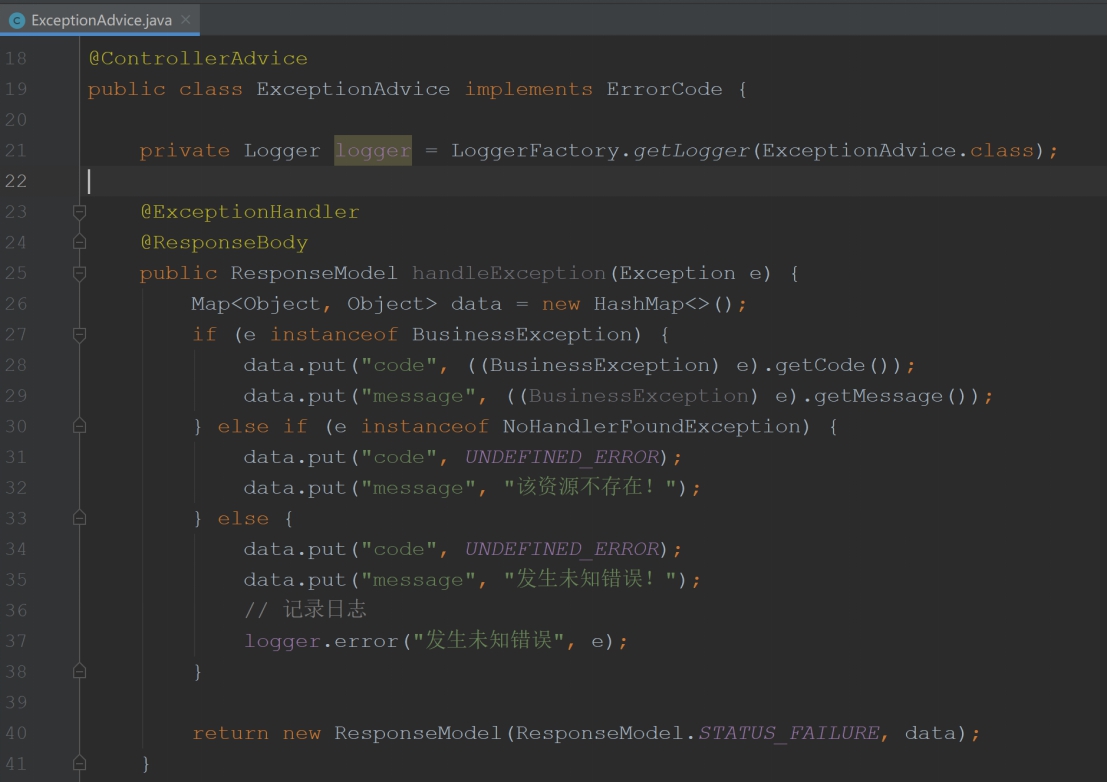 ExceptionAdvice.java
18 @ControllerAdvice
19 public class ExceptionAdvice implements ErrorCode {
20
21 private Logger logger = LoggerFactory.getLogger(ExceptionAdvice.class);
22
23 @ExceptionHandler
24 @ResponseBody
25 public ResponseModel handleException(Exception e) {
26 Map<Object, Object> data = new HashMap<>();
27 if (e instanceof BusinessException) {
28 data.put("code", ((BusinessException) e).getCode());
29 data.put("message", ((BusinessException) e).getMessage());
30 } else if (e instanceof NoHandlerFoundException) {
31 data.put("code", UNDEFINED_ERROR);
32 data.put("message", "该资源不存在！");
33 } else {
34 data.put("code", UNDEFINED_ERROR);
35 data.put("message", "发生未知错误！");
36 // 记录日志
37 logger.error("发生未知错误", e);
38 }
39
40 return new ResponseModel(ResponseModel.STATUS_FAILURE, data);
41 }